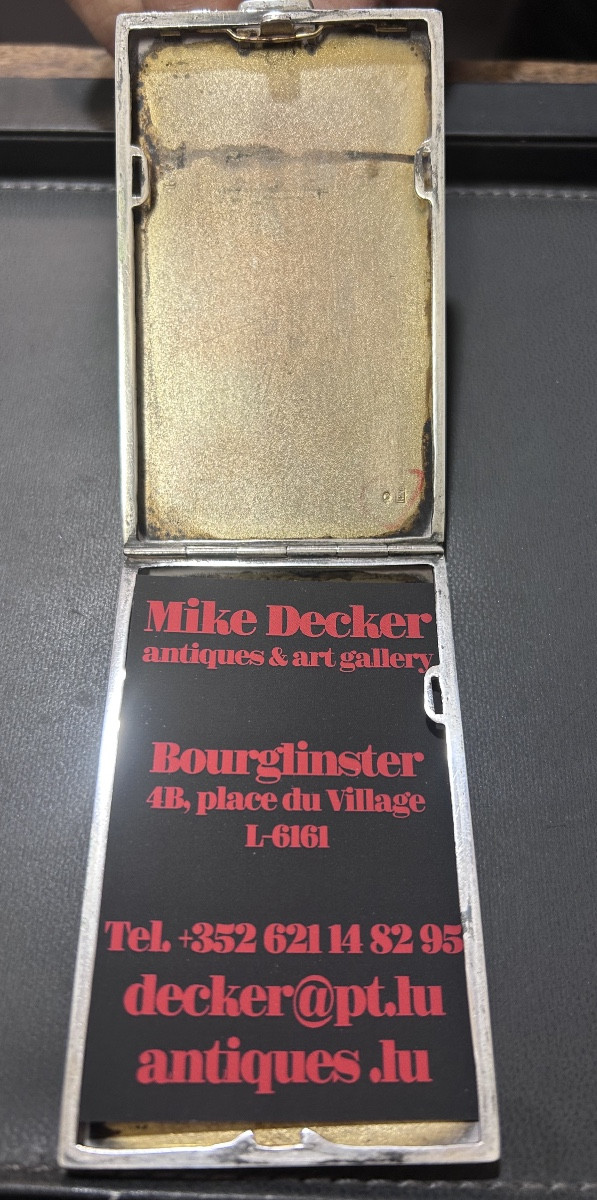 Mike Decker
antiques & art gallery
Bourglinster
4B, place du Village
L-6161
Tel. +352 621 14 82 95
decker@pt.lu
antiques .lu